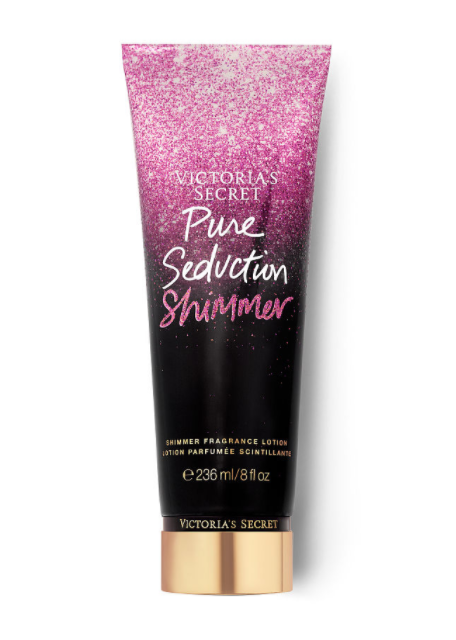 VICTORIA'S
SECRET
Pure
Seduction
Shimmer
SHIMMER FRAGRANCE LOTION
LOTION PARFUMÉE SCINTILLANTE
℮ 236 ml/8 fl oz
VICTORIA'S SECRET